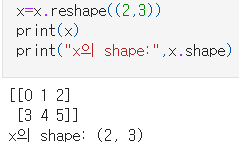 x=x.reshape((2,3))
print(x)
print("x의 shape:",x.shape)
[[0 1 2]
 [3 4 5]]
x의 shape: (2, 3)